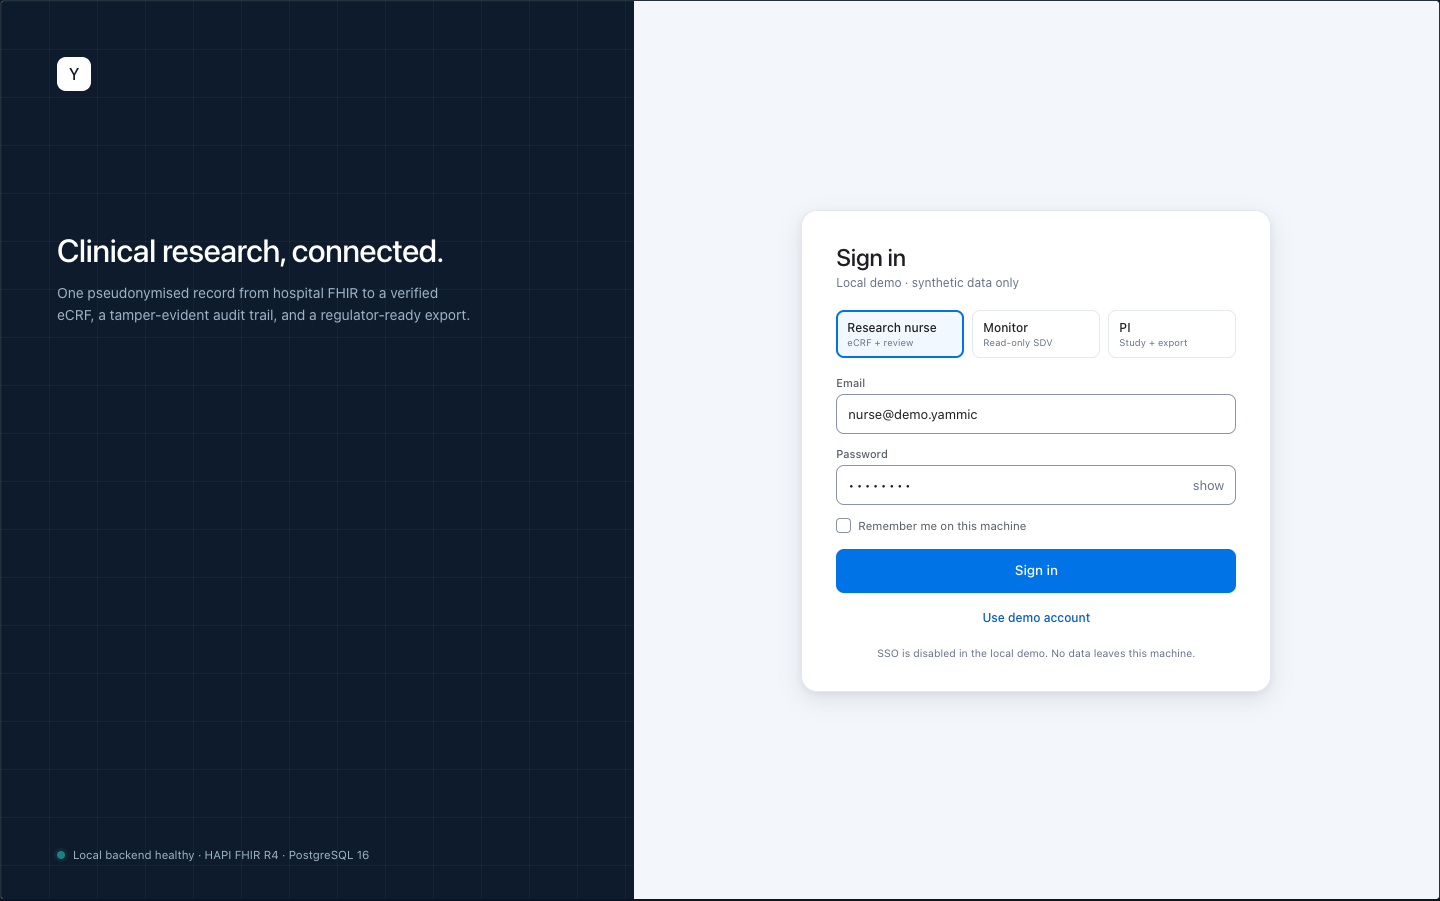 Y
Clinical research, connected.
One pseudonymised record from hospital FHIR to a verified
eCRF, a tamper-evident audit trail, and a regulator-ready export.
Local backend healthy · HAPI FHIR R4 · PostgreSQL 16
Sign in
Local demo · synthetic data only
Research nurse
eCRF + review
Monitor
Read-only SDV
PI
Study + export
Email
nurse@demo.yammic
Password
••••••••
show
Remember me on this machine
Sign in
Use demo account
SSO is disabled in the local demo. No data leaves this machine.